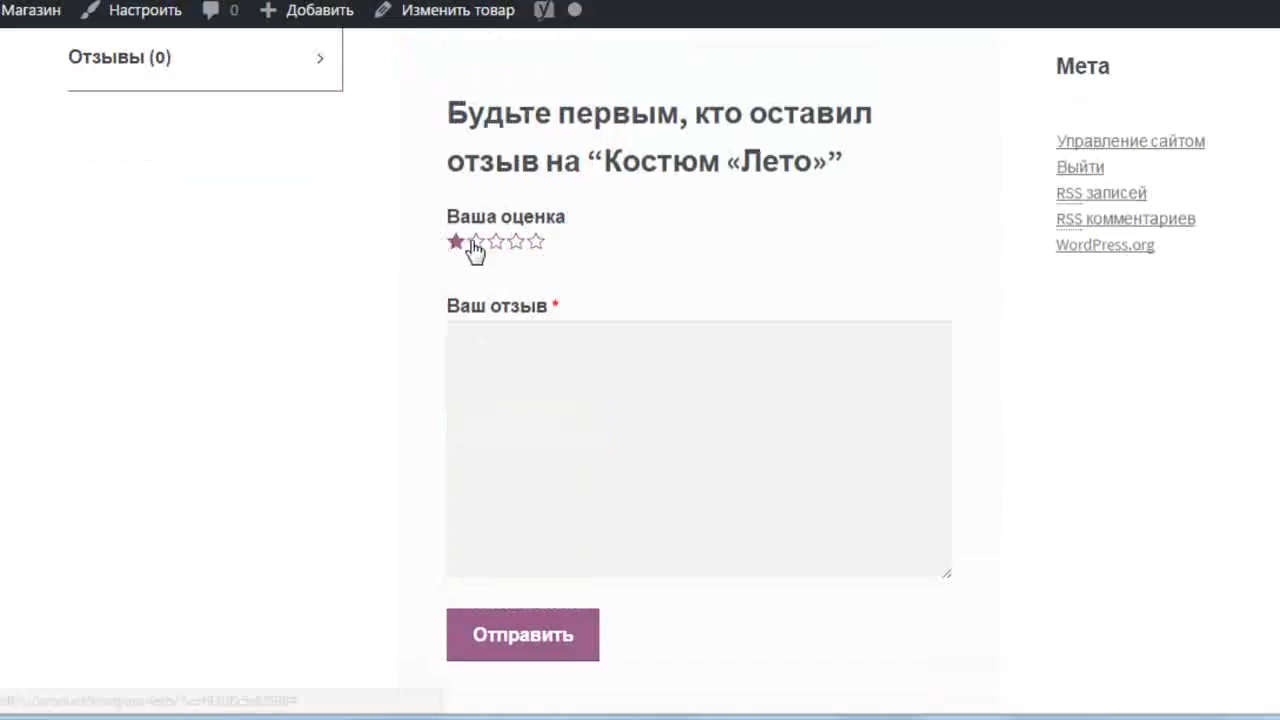 Магазин Настроить 0 Добавить Изменить товар
Отзывы (0)
Будьте первым, кто оставил
отзыв на “Костюм «Лето»”
Ваша оценка
Ваш отзыв *
Отправить
Мета
Управление сайтом
Выйти
RSS записей
RSS комментариев
WordPress.org